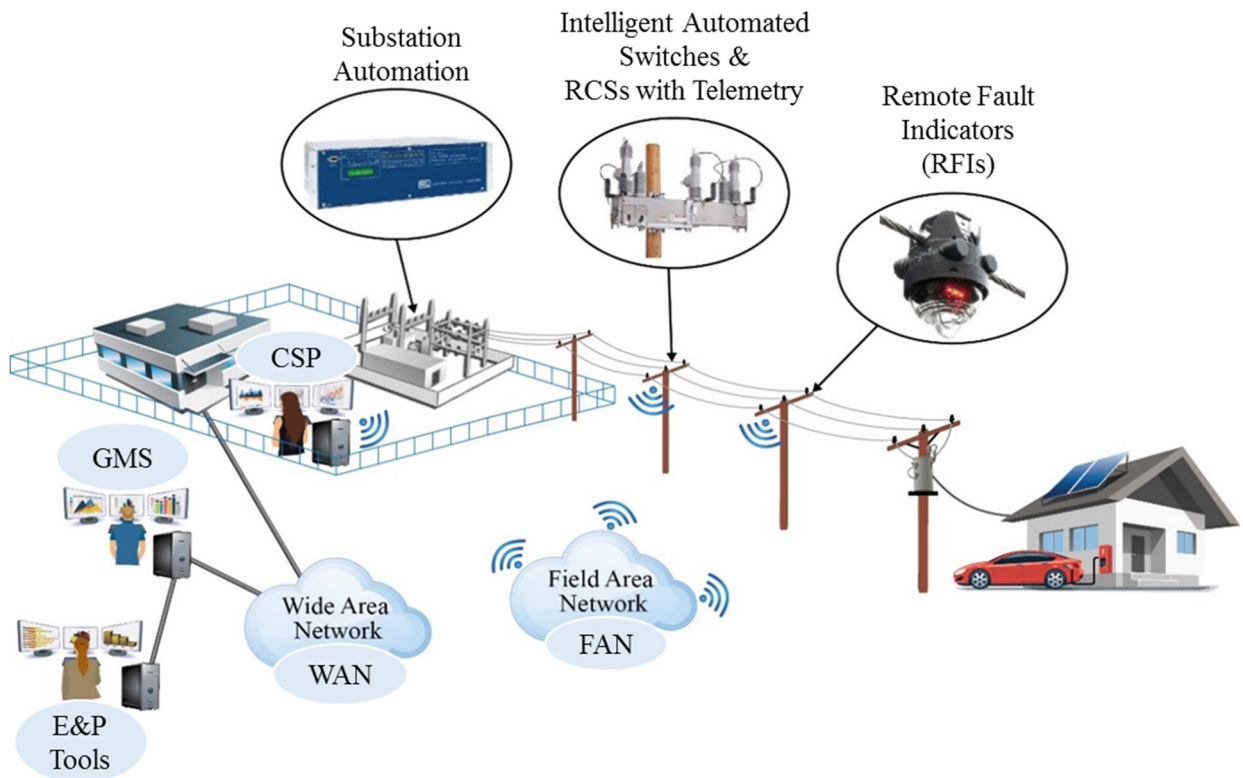 Substation
Automation
Intelligent Automated
Switches &
RCSs with Telemetry
Remote Fault
Indicators
(RFIs)
CSP
GMS
Wide Area
Network
WAN
Field Area
Network
FAN
E&P
Tools